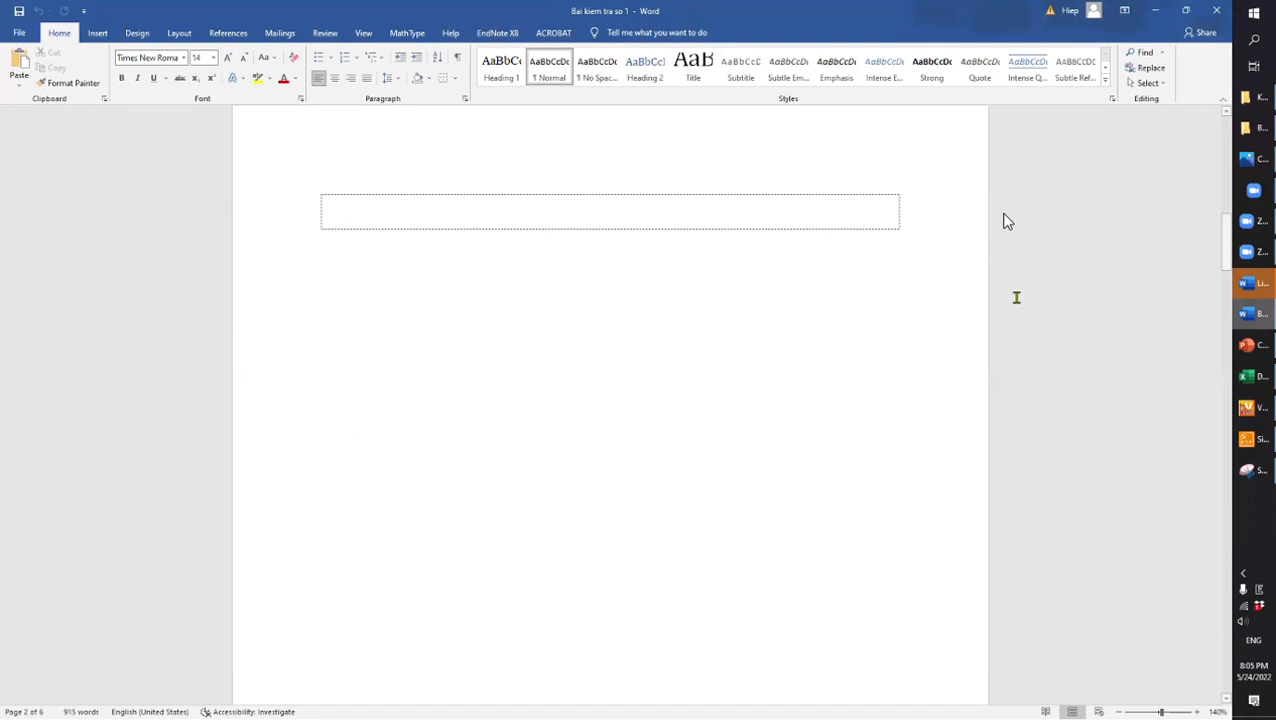 Bai kiem tra so 1 - Word
Hiep
File Home Insert Design Layout References Mailings Review View MathType Help EndNote X8 ACROBAT Tell me what you want to do Share
Paste
Cut
Copy
Format Painter
Clipboard
Times New Roma 14
Font
Paragraph
AaBbCc AaBbCcDc AaBbCcDc AaBbCcI AaB AaBbCcD AaBbCcDi AaBbCcDi AaBbCcDi AaBbCcDc AaBbCcDi AaBbCcDi AaBbCcDi
Heading 1 ¶ Normal ¶ No Spac... Heading 2 Title Subtitle Subtle Em... Emphasis Intense E... Strong Quote Intense Q... Subtle Ref...
Styles
Find
Replace
Select
Editing
K...
B...
C...
Z...
Z...
Li...
B...
C...
D...
V...
Si...
S...
ENG
8:05 PM
5/24/2022
Page 2 of 6 915 words English (United States) Accessibility: Investigate 140%